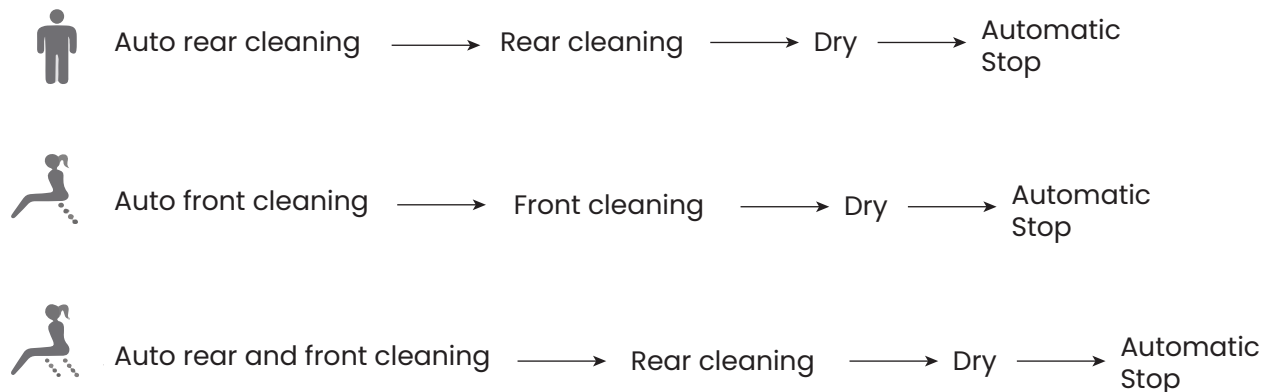 Auto rear cleaning Rear cleaning Dry Automatic
Stop
Auto front cleaning Front cleaning Dry Automatic
Stop
Auto rear and front cleaning Rear cleaning Dry Automatic
Stop